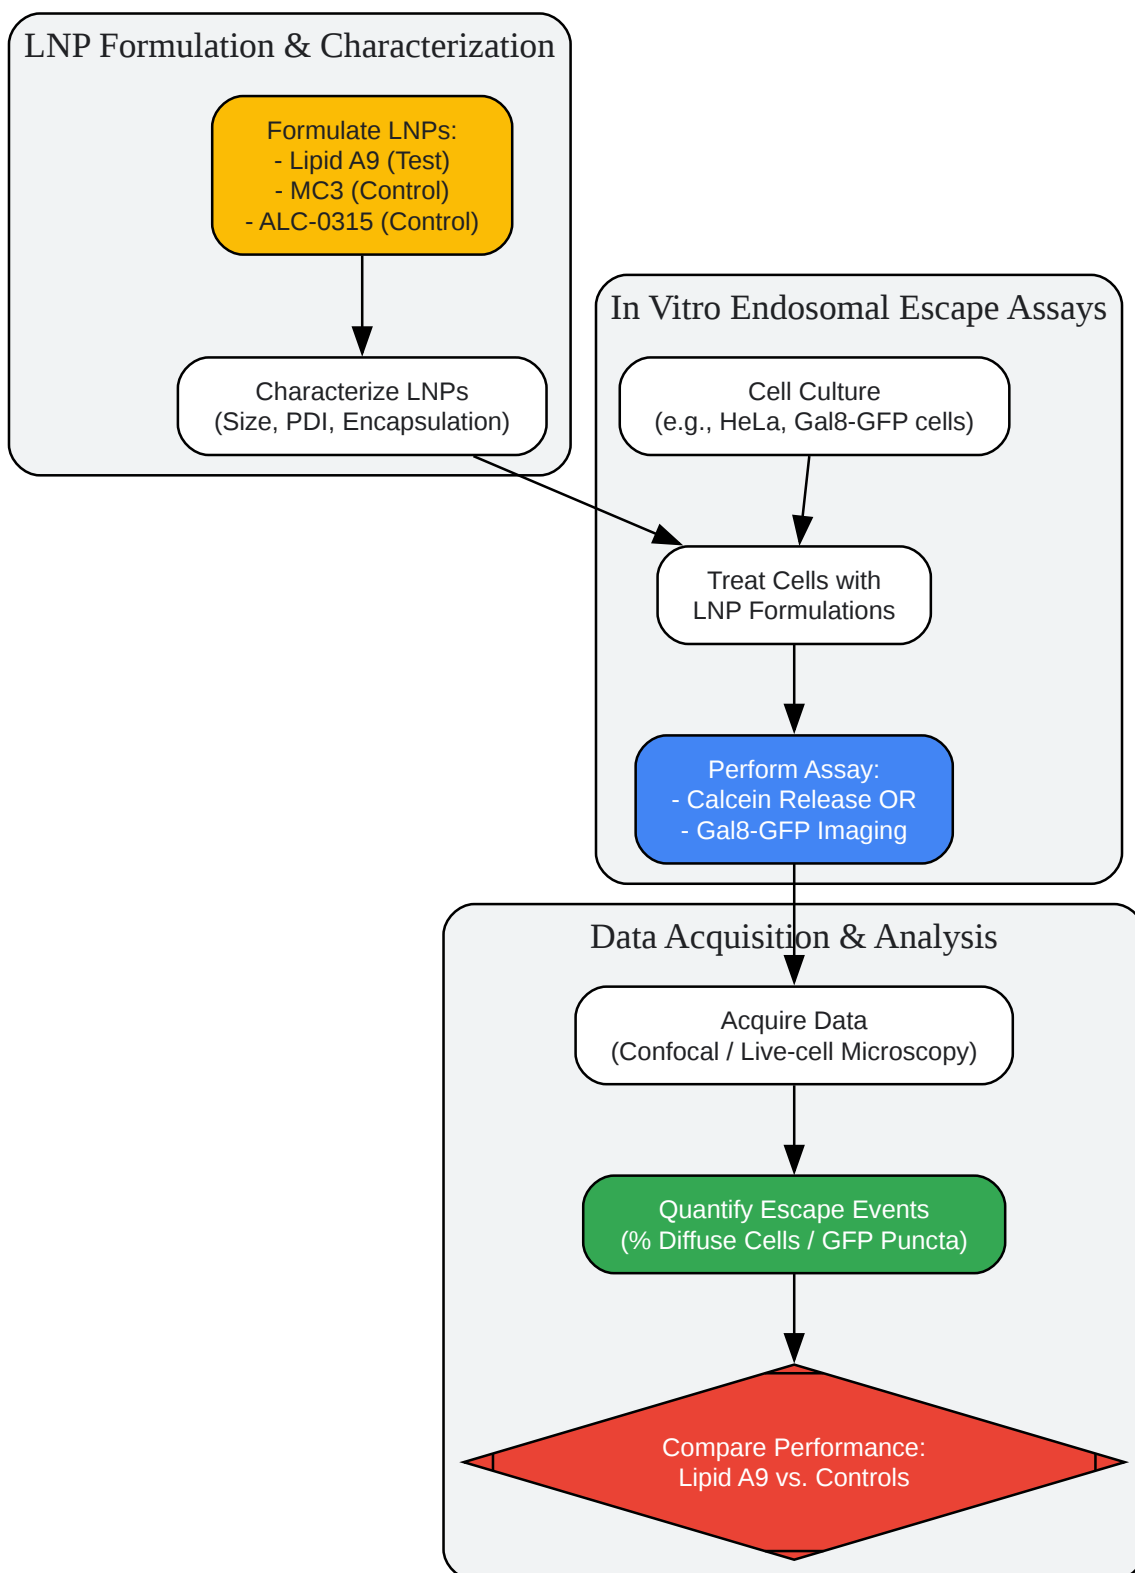 LNP Formulation & Characterization
Formulate LNPs:
- Lipid A9 (Test)
- MC3 (Control)
- ALC-0315 (Control)
Characterize LNPs
(Size, PDI, Encapsulation)
In Vitro Endosomal Escape Assays
Cell Culture
(e.g., HeLa, Gal8-GFP cells)
Treat Cells with
LNP Formulations
Perform Assay:
- Calcein Release OR
- Gal8-GFP Imaging
Data Acquisition & Analysis
Acquire Data
(Confocal / Live-cell Microscopy)
Quantify Escape Events
(% Diffuse Cells / GFP Puncta)
Compare Performance:
Lipid A9 vs. Controls